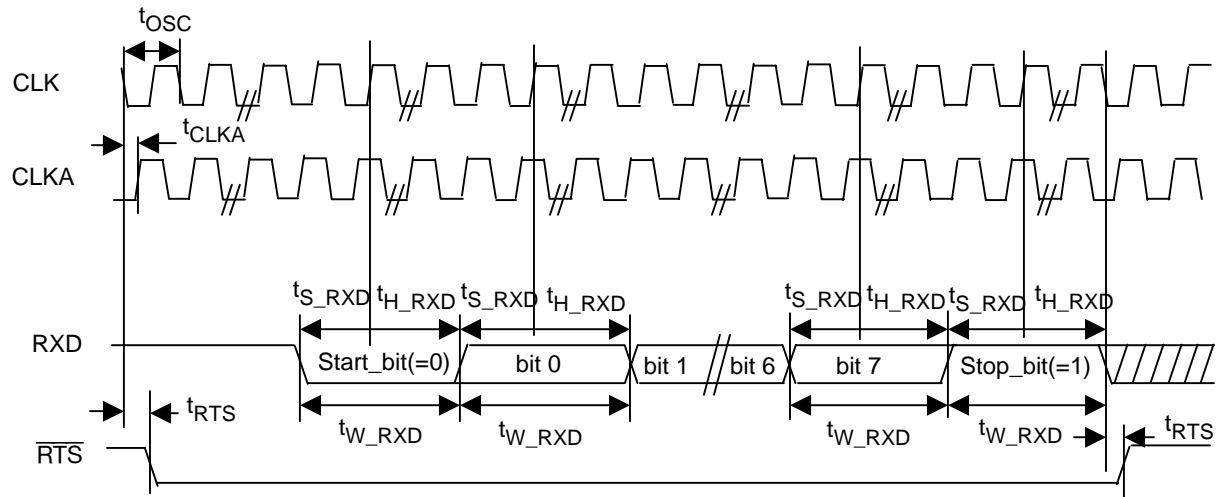 tOSC
CLK
tCLKA
CLKA
tS_RXD tH_RXD tS_RXD tH_RXD tS_RXD tH_RXD tS_RXD tH_RXD
RXD Start_bit(=0) bit 0 bit 1 bit 6 bit 7 Stop_bit(=1)
tRTS tW_RXD tW_RXD tW_RXD tW_RXD tRTS
RTS